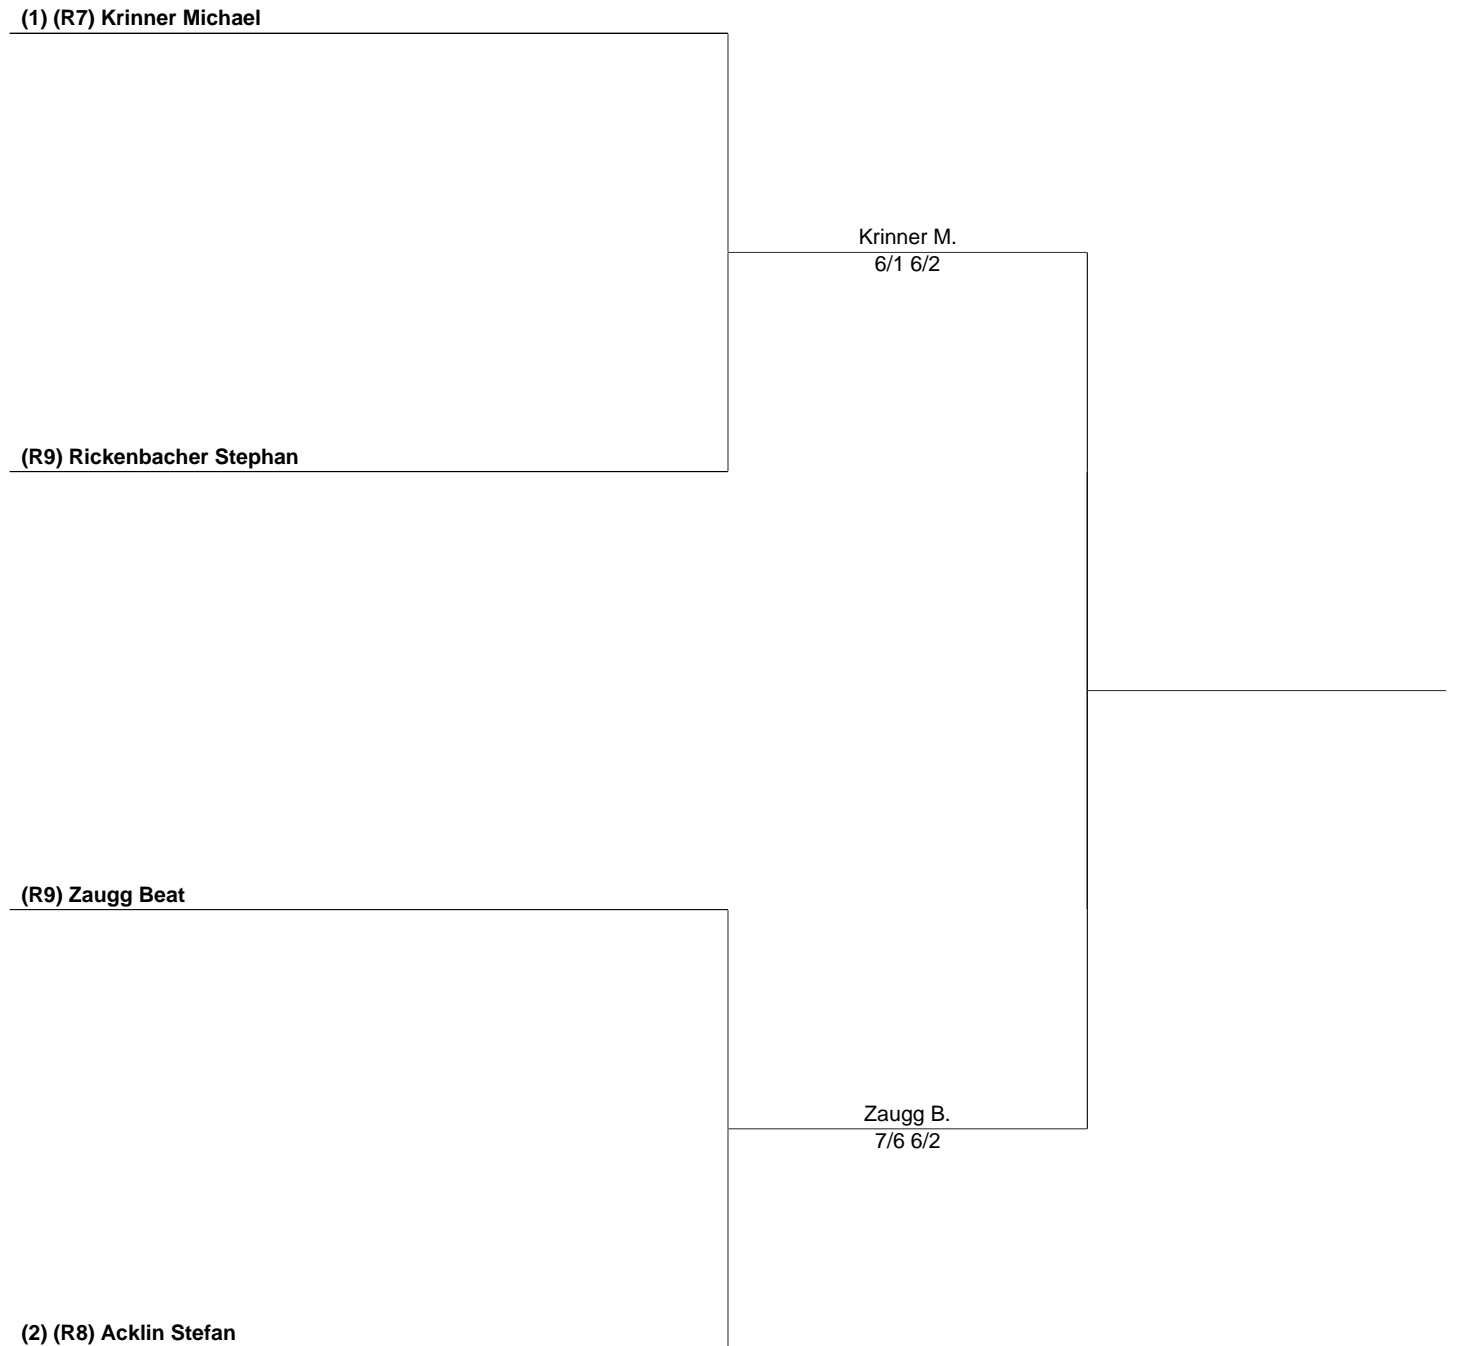 (1) (R7) Krinner Michael
Krinner M.
6/1 6/2
(R9) Rickenbacher Stephan
(R9) Zaugg Beat
Zaugg B.
7/6 6/2
(2) (R8) Acklin Stefan